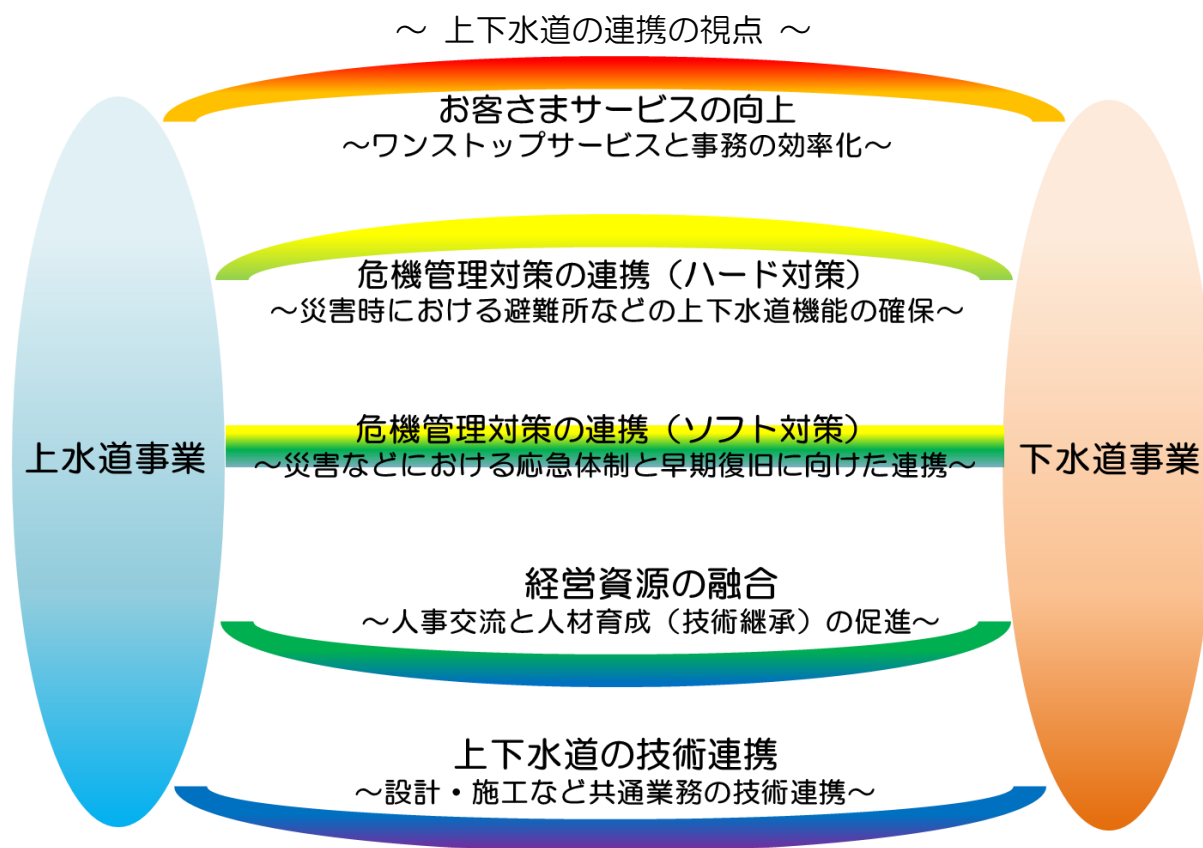 ～ 上下水道の連携の視点 ～
お客さまサービスの向上
～ワンストップサービスと事務の効率化～
危機管理対策の連携（ハード対策）
～災害時における避難所などの上下水道機能の確保～
危機管理対策の連携（ソフト対策）
～災害などにおける応急体制と早期復旧に向けた連携～
上水道事業
下水道事業
経営資源の融合
～人事交流と人材育成（技術継承）の促進～
上下水道の技術連携
～設計・施工など共通業務の技術連携～